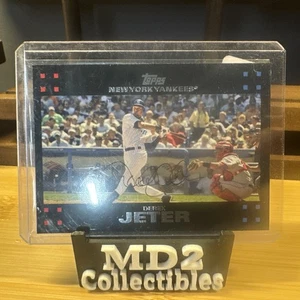 Topps
NEW YORK YANKEES
DEREK
JETER
MD2
Collectibles